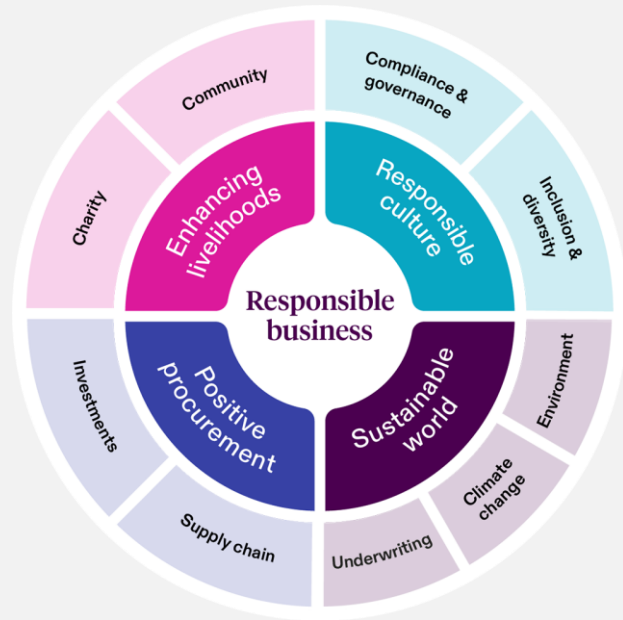 Responsible
business
Enhancing
livelihoods
Community
Charity
Responsible
culture
Compliance &
governance
Inclusion &
diversity
Sustainable
world
Environment
Climate
change
Underwriting
Positive
procurement
Supply chain
Investments